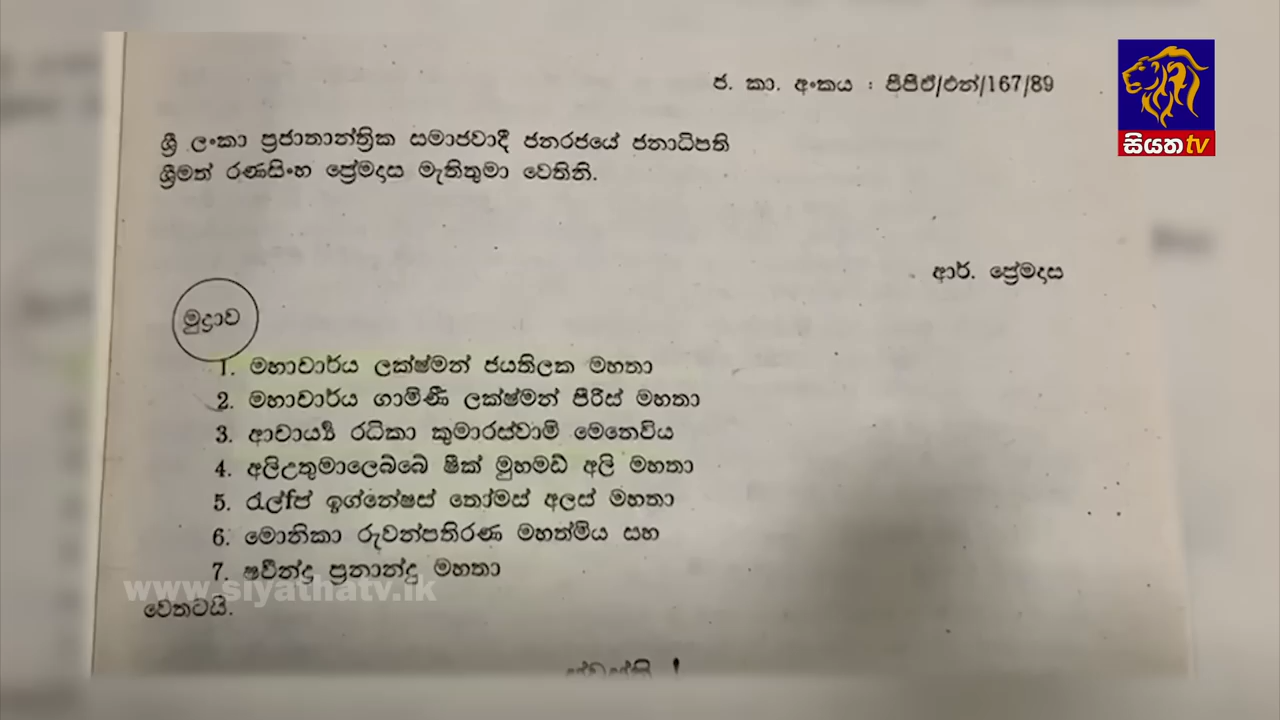 ජ. කා. අංකය : පීපීඒ/එන්/167/89
සියත tv
ශ්‍රී ලංකා ප්‍රජාතාන්ත්‍රික සමාජවාදී ජනරජයේ ජනාධිපති
ශ්‍රීමත් රණසිංහ ප්‍රේමදාස මැතිතුමා වෙතිනි.
ආර්. ප්‍රේමදාස
මුද්‍රාව
1. මහාචාර්ය ලක්ෂ්මන් ජයතිලක මහතා
2. මහාචාර්ය ගාමිණී ලක්ෂ්මන් පීරිස් මහතා
3. ආචාර්ය්‍ය රධිකා කුමාරස්වාමි මෙනෙවිය
4. අලිඋතුමාලෙබ්බේ ෂීක් මුහමඩ් අලි මහතා
5. රැල්ෆ් ඉග්නේෂස් තෝමස් අලස් මහතා
6. මොනිකා රුවන්පතිරණ මහත්මිය සහ
7. ෂවීන්ද්‍ර ප්‍රනාන්දු මහතා
www.siyathatv.lk
වෙතටයි.